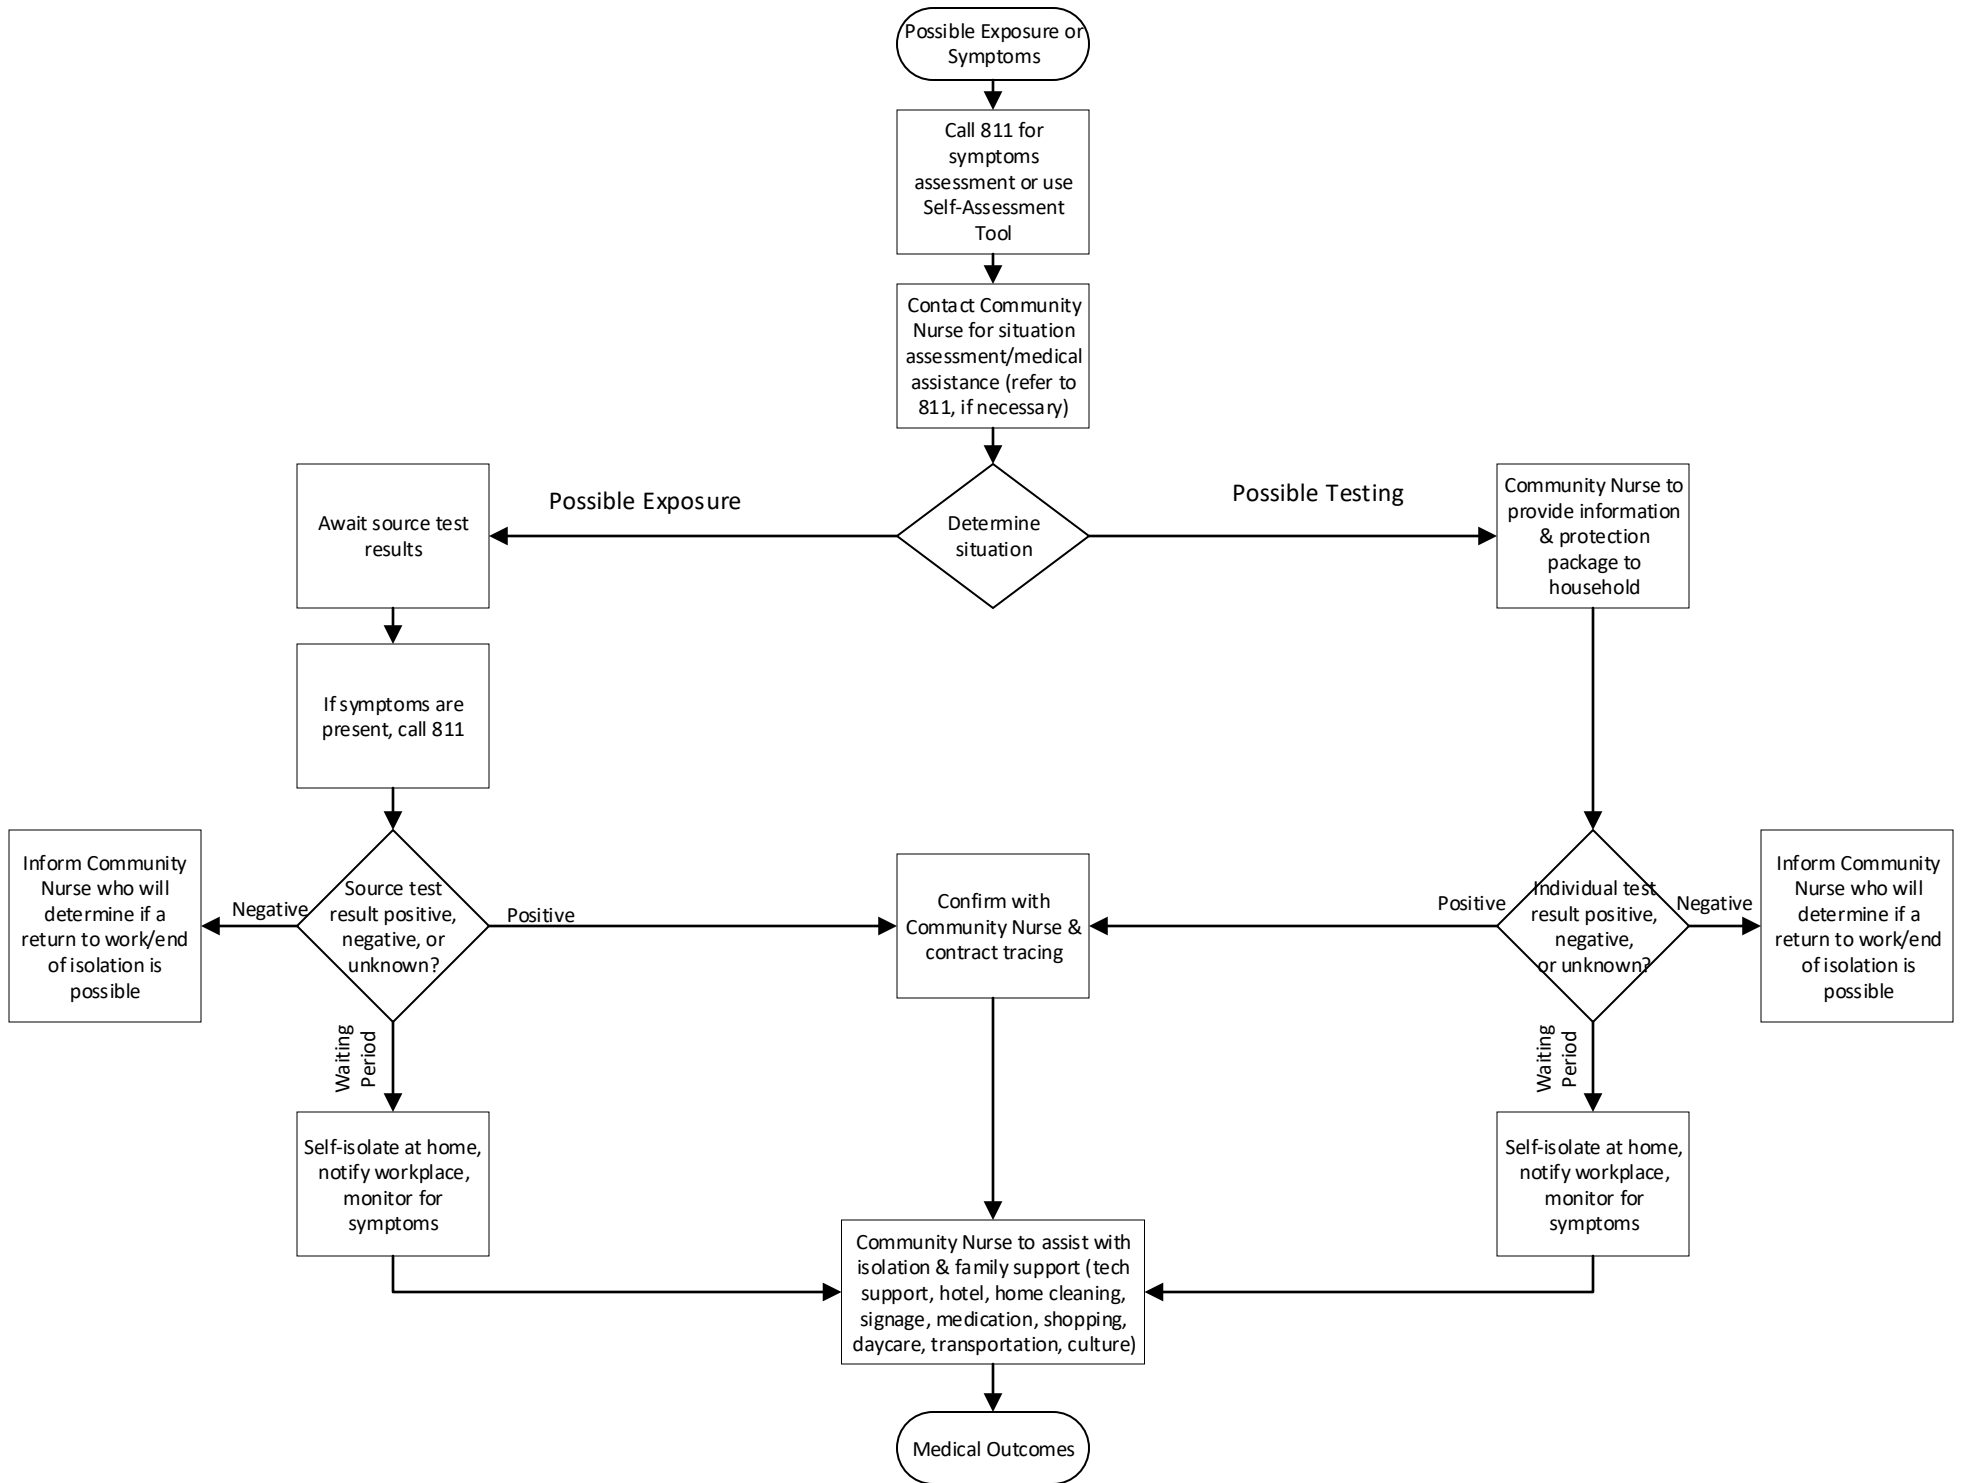 Possible Exposure or
Symptoms
Call 811 for
symptoms
assessment or use
Self-Assessment
Tool
Contact Community
Nurse for situation
assessment/medical
assistance (refer to
811, if necessary)
Determine
situation
Possible Exposure
Possible Testing
Await source test
results
Community Nurse to
provide information
& protection
package to
household
If symptoms are
present, call 811
Inform Community
Nurse who will
determine if a
return to work/end
of isolation is
possible
Negative
Source test
result positive,
negative, or
unknown?
Positive
Confirm with
Community Nurse &
contract tracing
Positive
Individual test
result positive,
negative,
or unknown?
Negative
Inform Community
Nurse who will
determine if a
return to work/end
of isolation is
possible
Waiting
Period
Waiting
Period
Self-isolate at home,
notify workplace,
monitor for
symptoms
Self-isolate at home,
notify workplace,
monitor for
symptoms
Community Nurse to assist with
isolation & family support (tech
support, hotel, home cleaning,
signage, medication, shopping,
daycare, transportation, culture)
Medical Outcomes